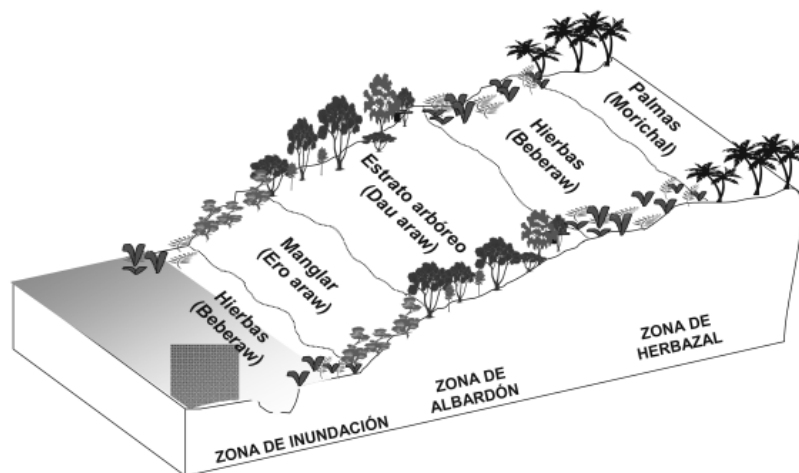 Palmas
(Morichal)
Hierbas
(Beberaw)
Estrato arbóreo
(Dau araw)
Manglar
(Ero araw)
Hierbas
(Beberaw)
ZONA DE
HERBAZAL
ZONA DE
ALBARDÓN
ZONA DE INUNDACIÓN